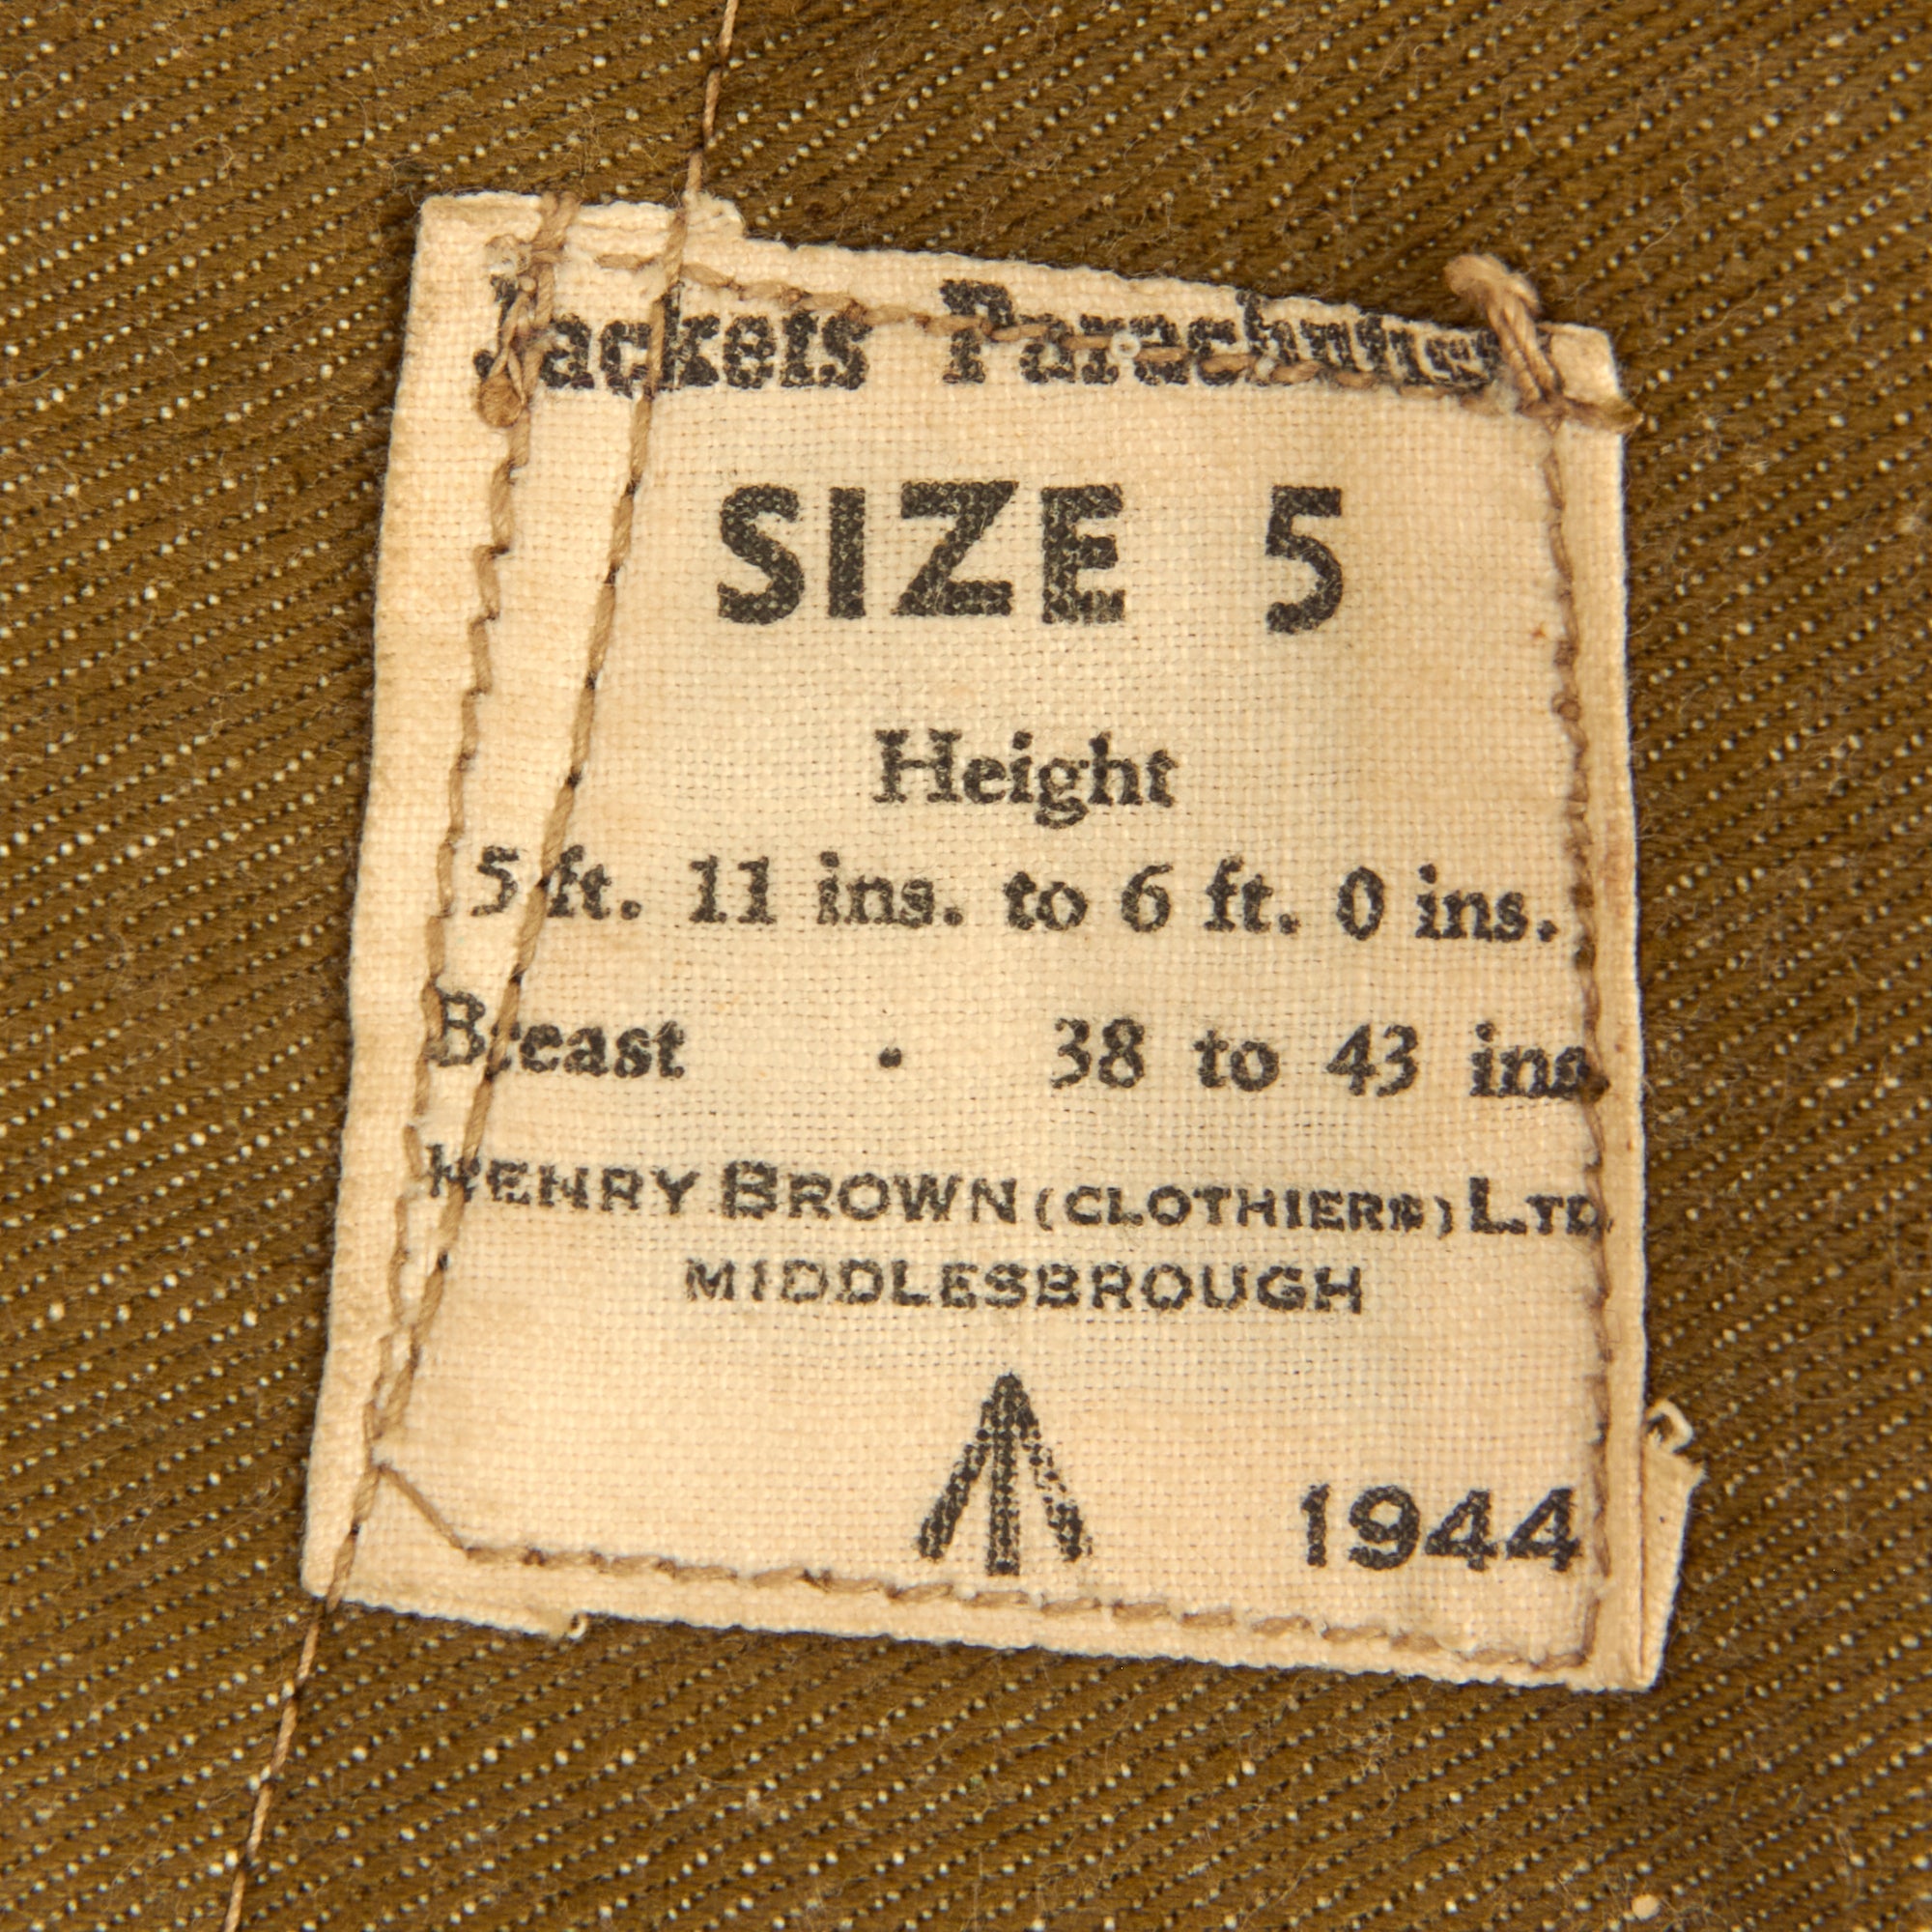 Jackets Parachutists
SIZE 5
Height
5 ft. 11 ins. to 6 ft. 0 ins.
Breast . 38 to 43 ins.
HENRY BROWN (CLOTHIERS) LTD.
MIDDLESBROUGH
1944